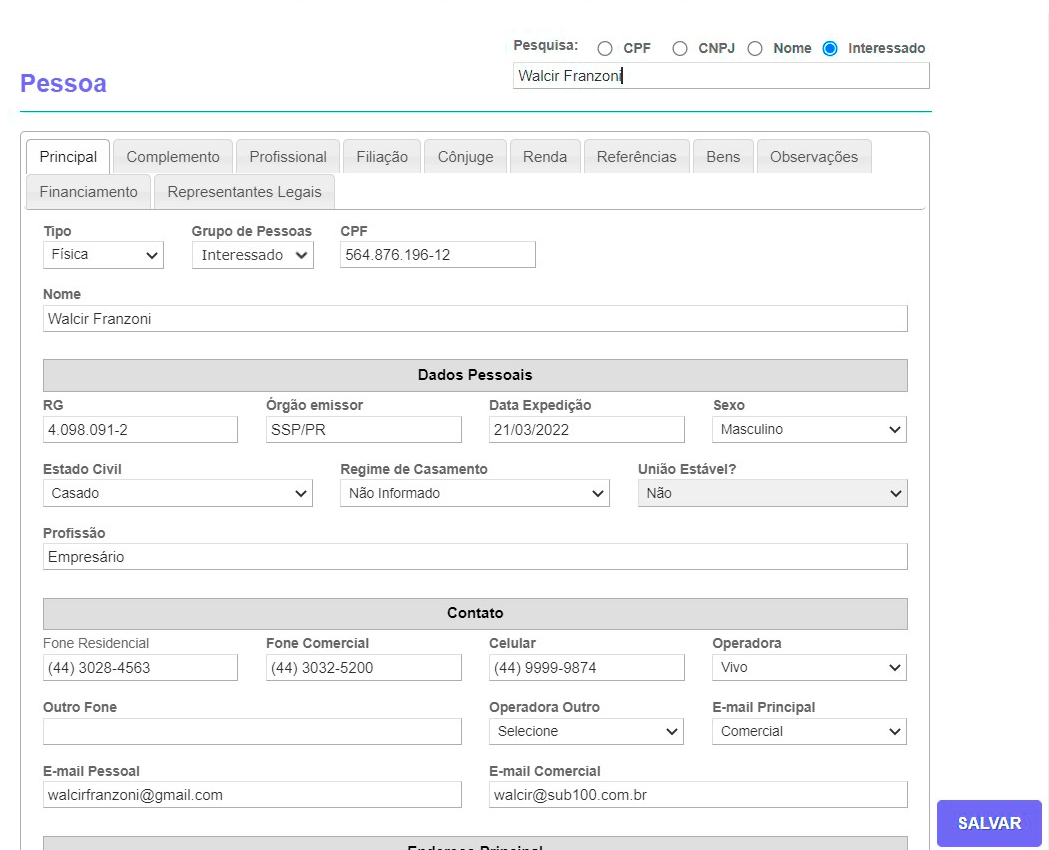 Pesquisa: CPF CNPJ Nome Interessado
Walcir Franzoni
Pessoa
Principal Complemento Profissional Filiação Cônjuge Renda Referências Bens Observações
Financiamento Representantes Legais
Tipo Grupo de Pessoas CPF
Física Interessado 564.876.196-12
Nome
Walcir Franzoni
Dados Pessoais
RG Órgão emissor Data Expedição Sexo
4.098.091-2 SSP/PR 21/03/2022 Masculino
Estado Civil Regime de Casamento União Estável?
Casado Não Informado Não
Profissão
Empresário
Contato
Fone Residencial Fone Comercial Celular Operadora
(44) 3028-4563 (44) 3032-5200 (44) 9999-9874 Vivo
Outro Fone Operadora Outro E-mail Principal
Selecione Comercial
E-mail Pessoal E-mail Comercial
walcirfranzoni@gmail.com walcir@sub100.com.br
SALVAR
Endereço Principal